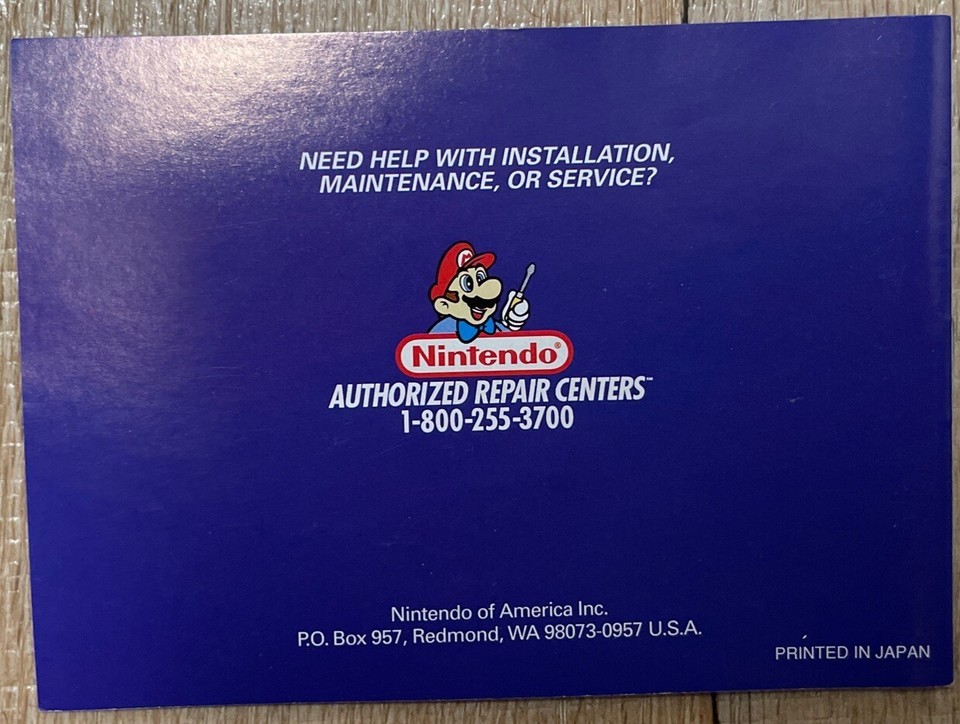 NEED HELP WITH INSTALLATION,
MAINTENANCE, OR SERVICE?
M
Nintendo®
AUTHORIZED REPAIR CENTERS™
1-800-255-3700
Nintendo of America Inc.
P.O. Box 957, Redmond, WA 98073-0957 U.S.A.
PRINTED IN JAPAN